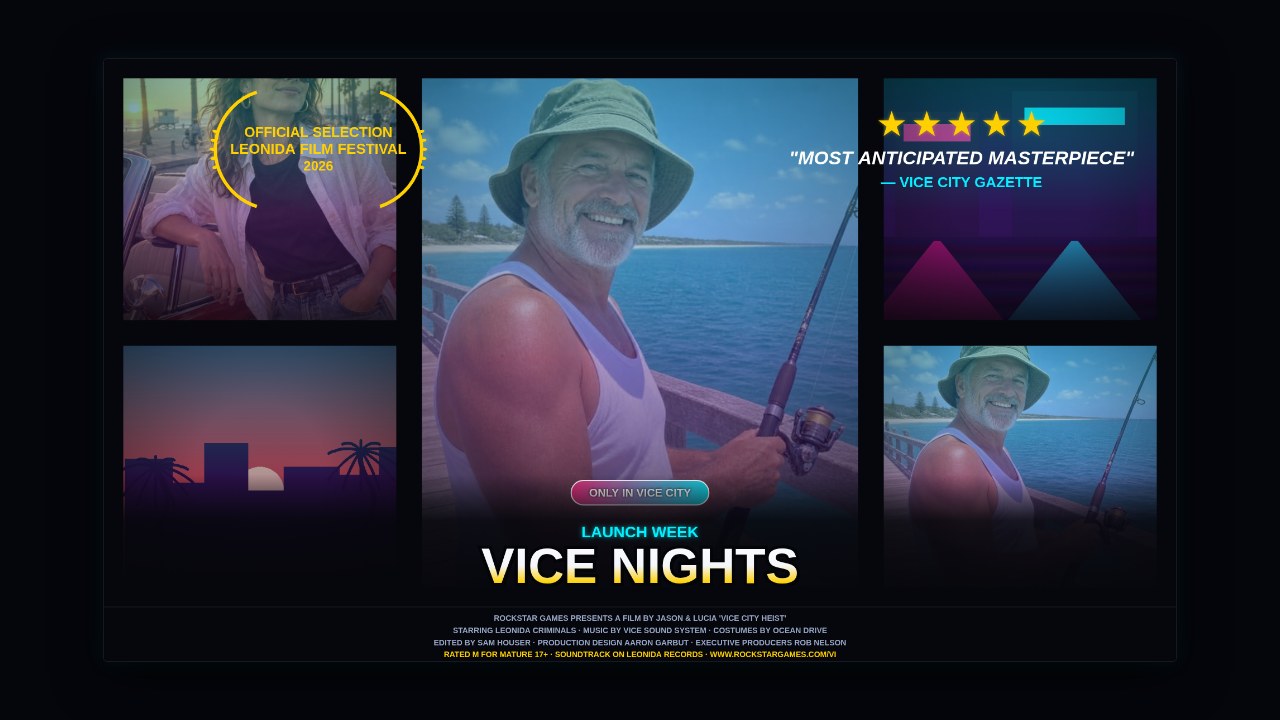 OFFICIAL SELECTION
LEONIDA FILM FESTIVAL
2026
"MOST ANTICIPATED MASTERPIECE"
— VICE CITY GAZETTE
ONLY IN VICE CITY
LAUNCH WEEK
VICE NIGHTS
ROCKSTAR GAMES PRESENTS A FILM BY JASON & LUCIA 'VICE CITY HEIST'
STARRING LEONIDA CRIMINALS · MUSIC BY VICE SOUND SYSTEM · COSTUMES BY OCEAN DRIVE
EDITED BY SAM HOUSER · PRODUCTION DESIGN AARON GARBUT · EXECUTIVE PRODUCERS ROB NELSON
RATED M FOR MATURE 17+ · SOUNDTRACK ON LEONIDA RECORDS · WWW.ROCKSTARGAMES.COM/VI